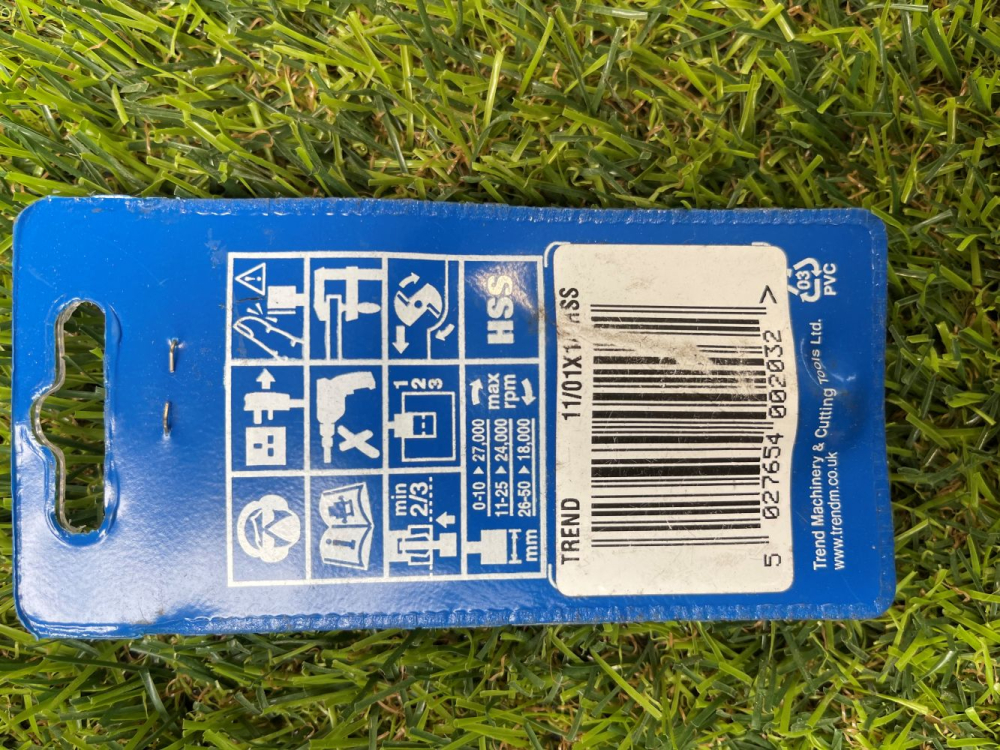 HSS
1
2
3
min
2/3
0-10 ▶ 27,000
11-25 ▶ 24,000
26-50 ▶ 18,000
max
rpm
mm
TREND
5 027654 002032 >
03
PVC
Trend Machinery & Cutting TOOLS Ltd.
www.trendm.co.uk